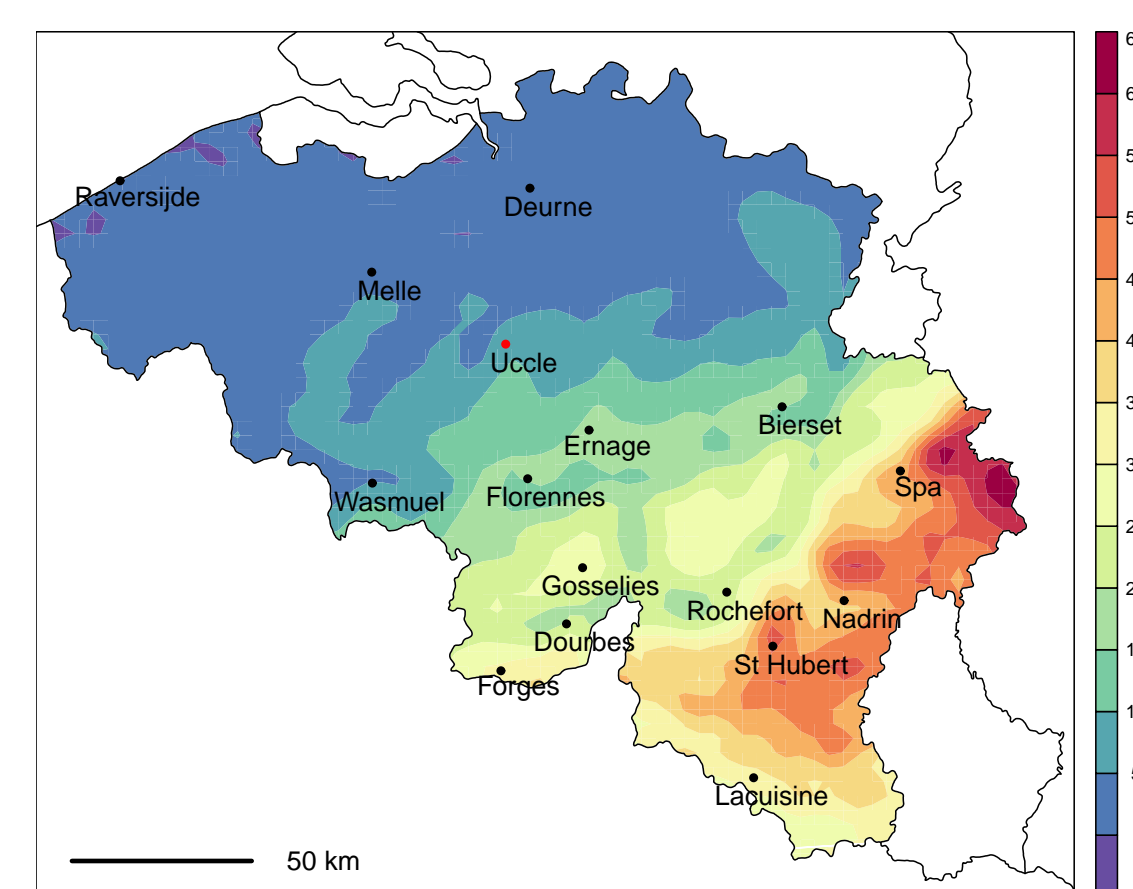 Raversijde
Deurne
Melle
Uccle
Bierset
Ernage
Spa
Florennes
Wasmuel
Gosselies
Rochefort
Nadrin
Dourbes
St Hubert
Forges
Lacuisine
50 km